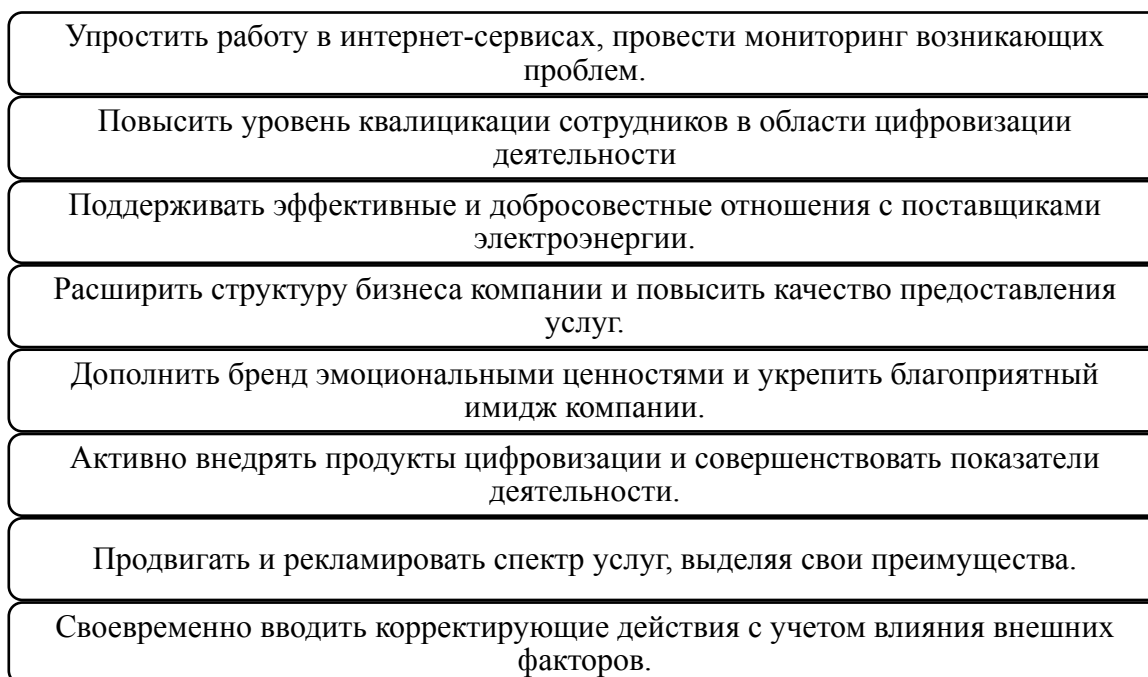 Упростить работу в интернет-сервисах, провести мониторинг возникающих
проблем.
Повысить уровень квалицикации сотрудников в области цифровизации
деятельности
Поддерживать эффективные и добросовестные отношения с поставщиками
электроэнергии.
Расширить структуру бизнеса компании и повысить качество предоставления
услуг.
Дополнить бренд эмоциональными ценностями и укрепить благоприятный
имидж компании.
Активно внедрять продукты цифровизации и совершенствовать показатели
деятельности.
Продвигать и рекламировать спектр услуг, выделяя свои преимущества.
Своевременно вводить корректирующие действия с учетом влияния внешних
факторов.